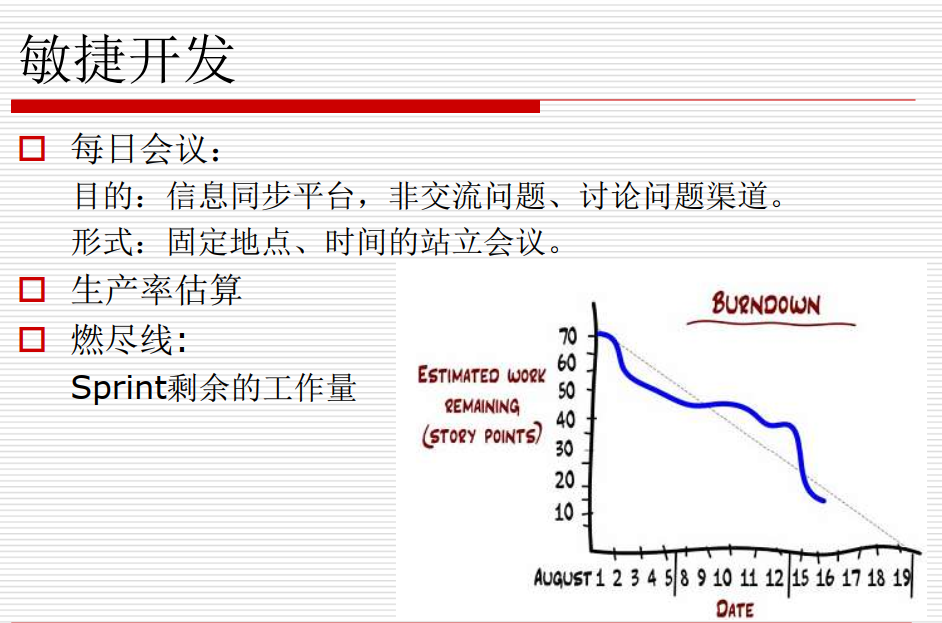 敏捷开发
每日会议：
目的：信息同步平台，非交流问题、讨论问题渠道。
形式：固定地点、时间的站立会议。
生产率估算
燃尽线：
Sprint剩余的工作量
BURNDOWN
ESTIMATED WORK
REMAINING
(STORY POINTS)
70
60
50
40
30
20
10
AUGUST 1 2 3 4 5 8 9 10 11 12 15 16 17 18 19
DATE